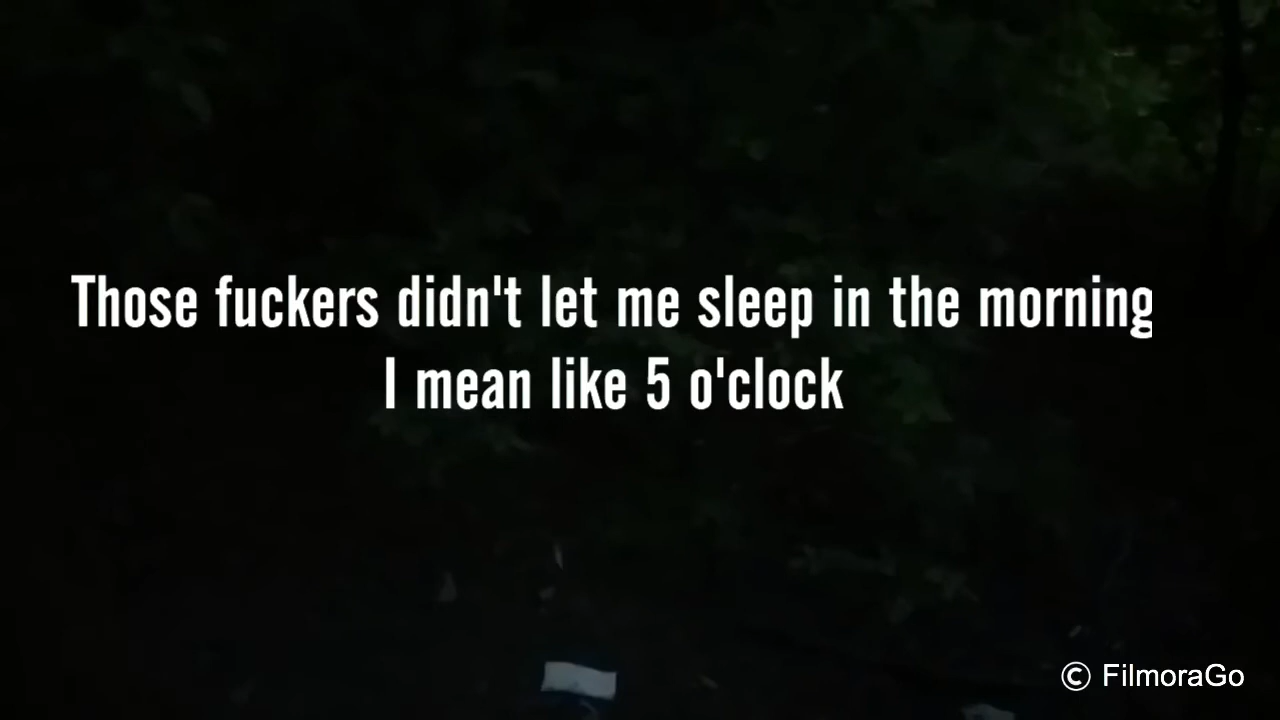 Those fuckers didn't let me sleep in the morning
I mean like 5 o'clock
© FilmoraGo